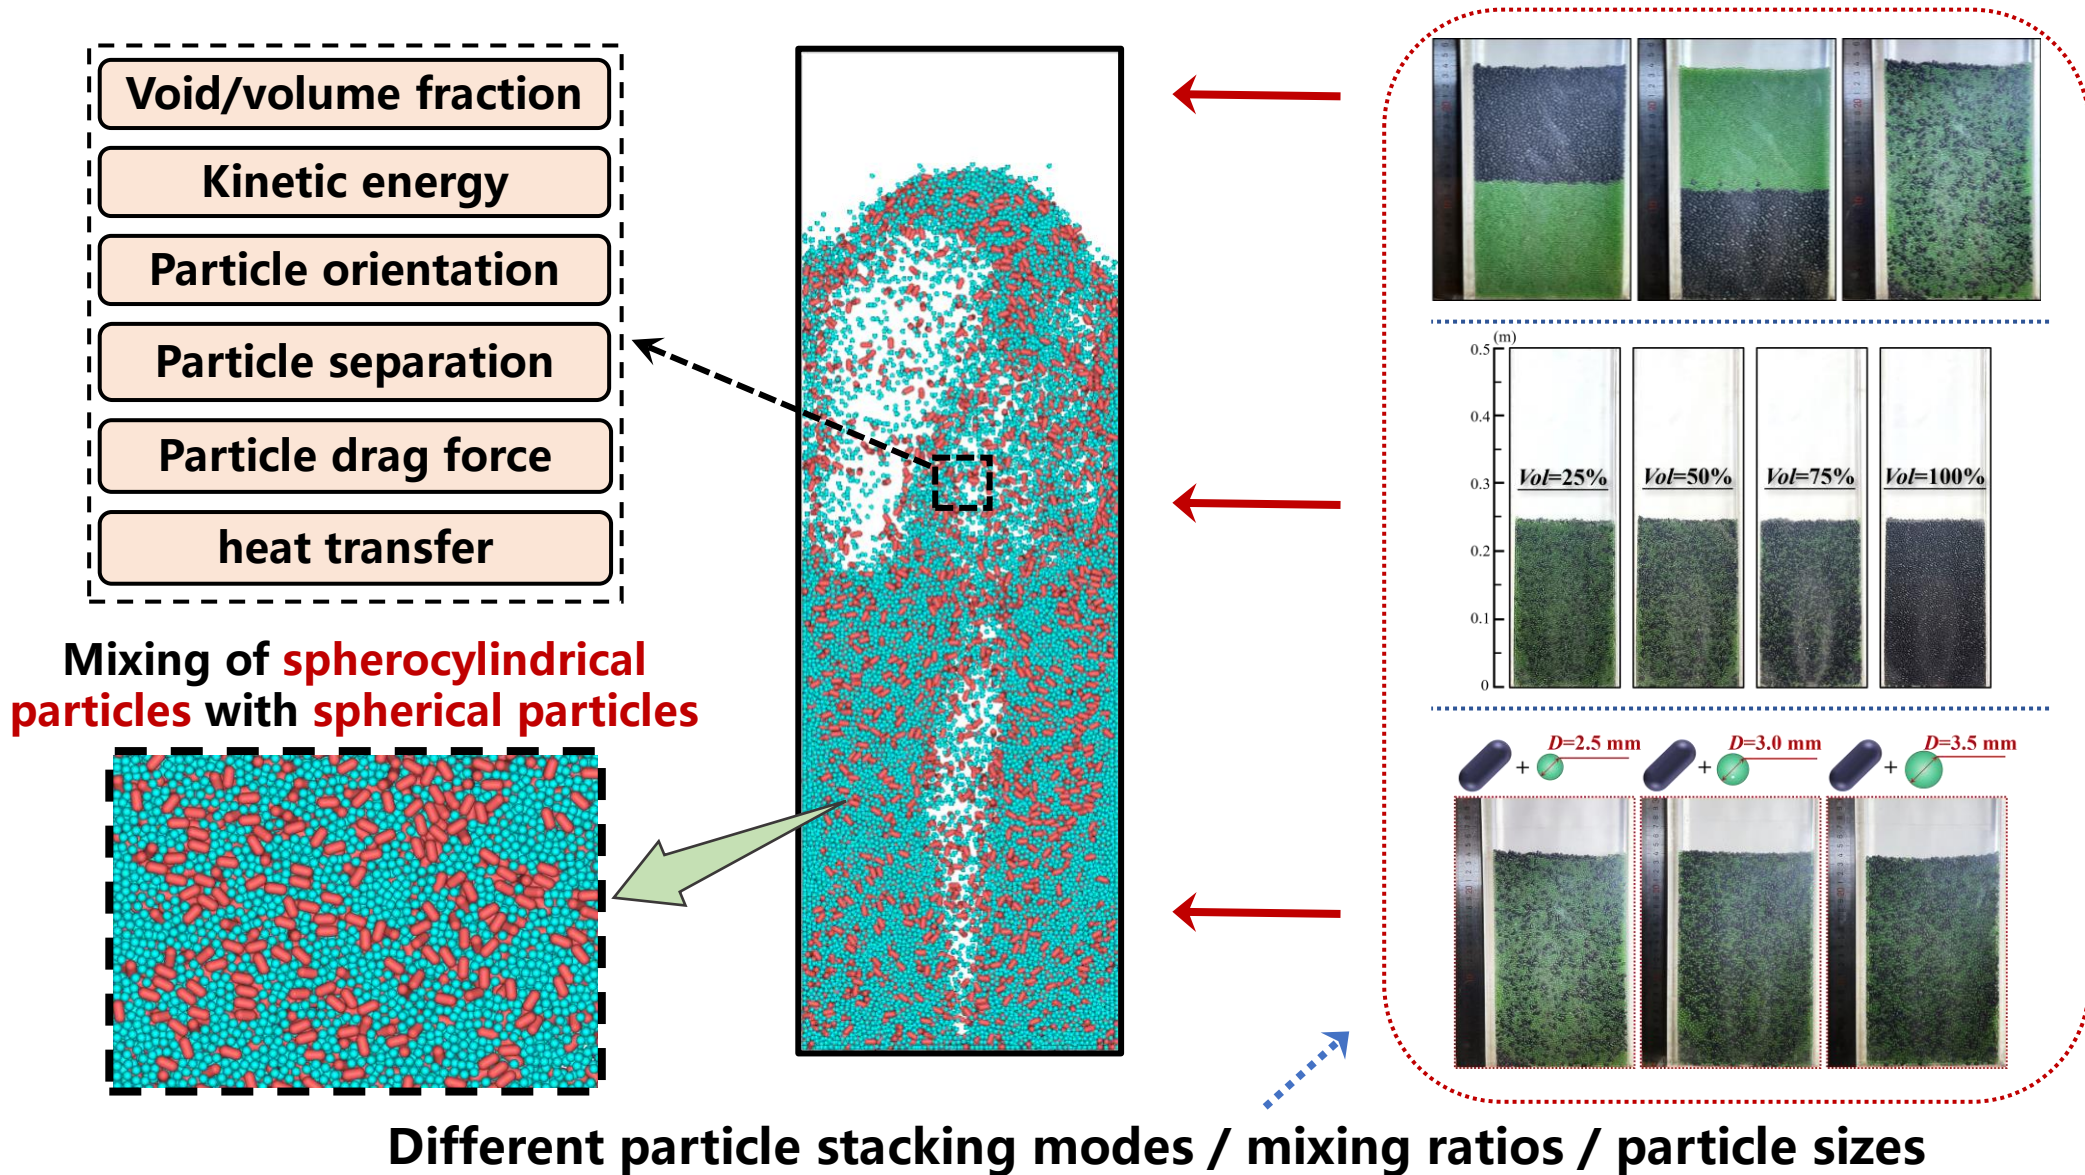 Void/volume fraction
Kinetic energy
Particle orientation
Particle separation
Particle drag force
heat transfer
Mixing of spherocylindrical
particles with spherical particles
(m)
0.5
0.4
0.3
0.2
0.1
0
Vol=25%
Vol=50%
Vol=75%
Vol=100%
D=2.5 mm
D=3.0 mm
D=3.5 mm
+
+
+
Different particle stacking modes / mixing ratios / particle sizes